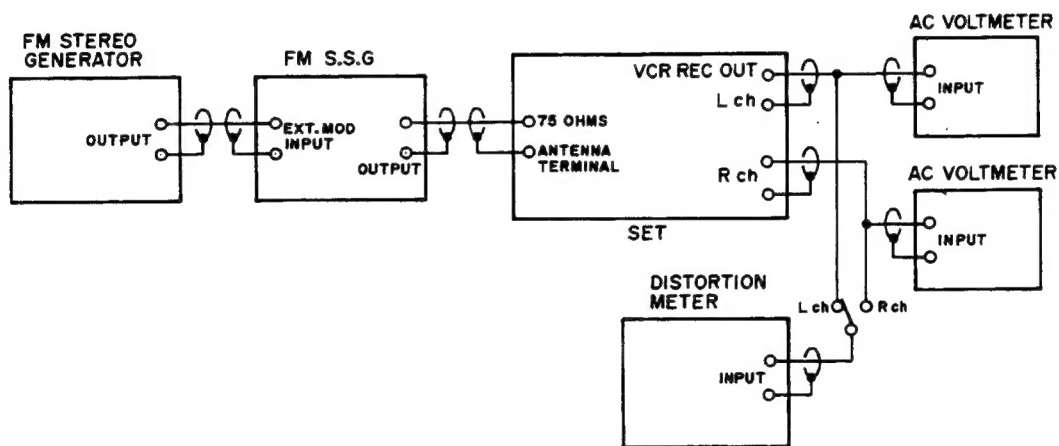 FM STEREO
GENERATOR
OUTPUT
FM S.S.G
EXT.MOD
INPUT
OUTPUT
75 OHMS
ANTENNA
TERMINAL
VCR REC OUT
L ch
R ch
SET
AC VOLTMETER
INPUT
AC VOLTMETER
INPUT
DISTORTION
METER
L ch
R ch
INPUT